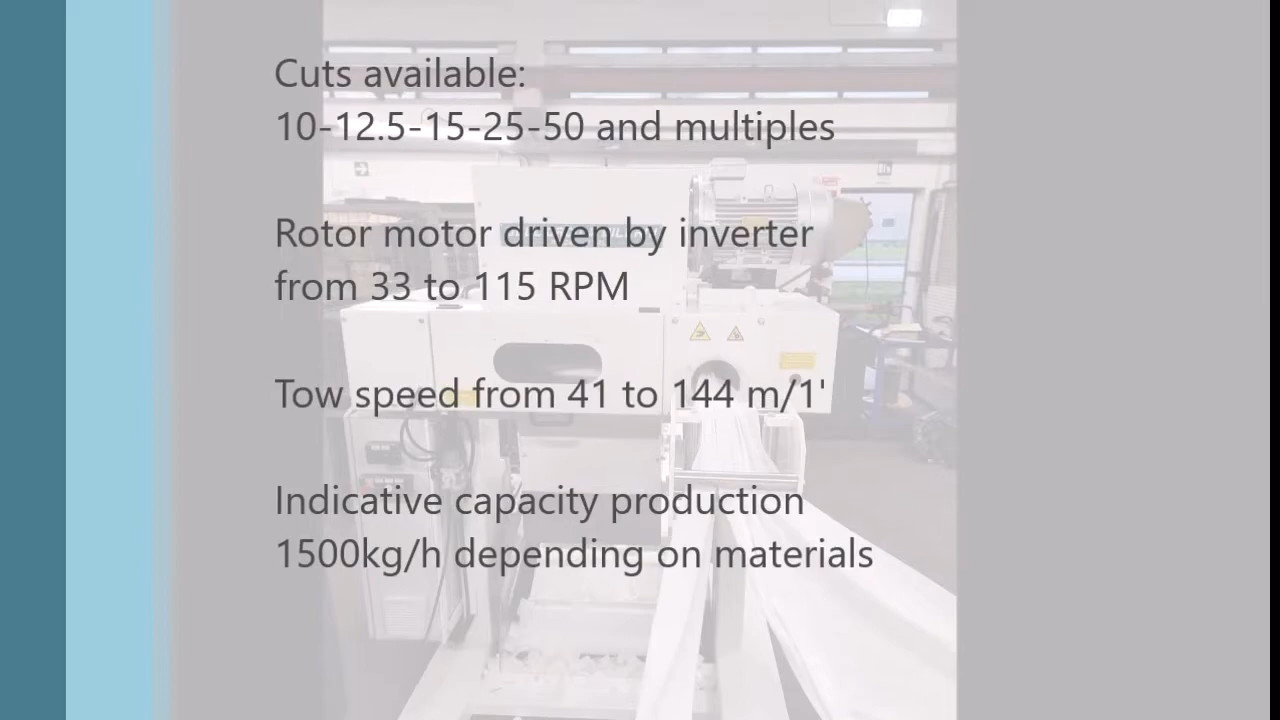 Cuts available:
10-12.5-15-25-50 and multiples
Rotor motor driven by inverter
from 33 to 115 RPM
Tow speed from 41 to 144 m/1'
Indicative capacity production
1500kg/h depending on materials